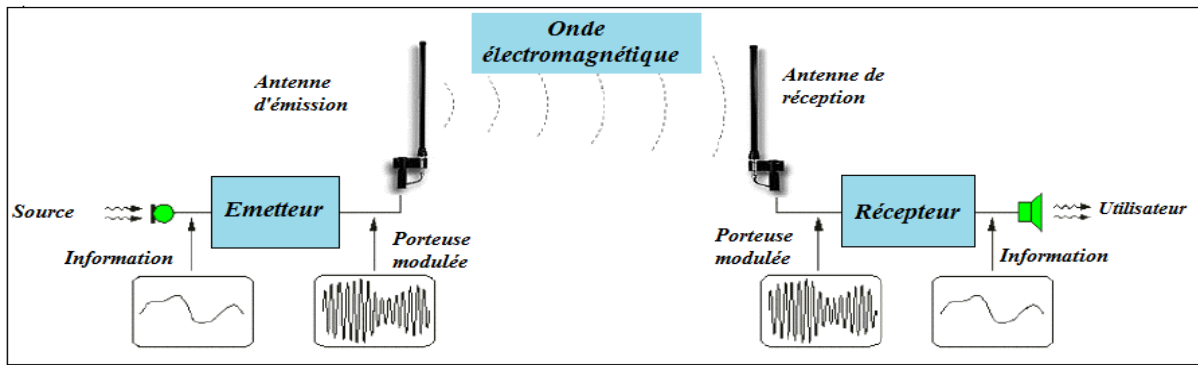 Onde
électromagnétique
Antenne
d'émission
Antenne de
réception
Source
Emetteur
Récepteur
Utilisateur
Information
Porteuse
modulée
Porteuse
modulée
Information